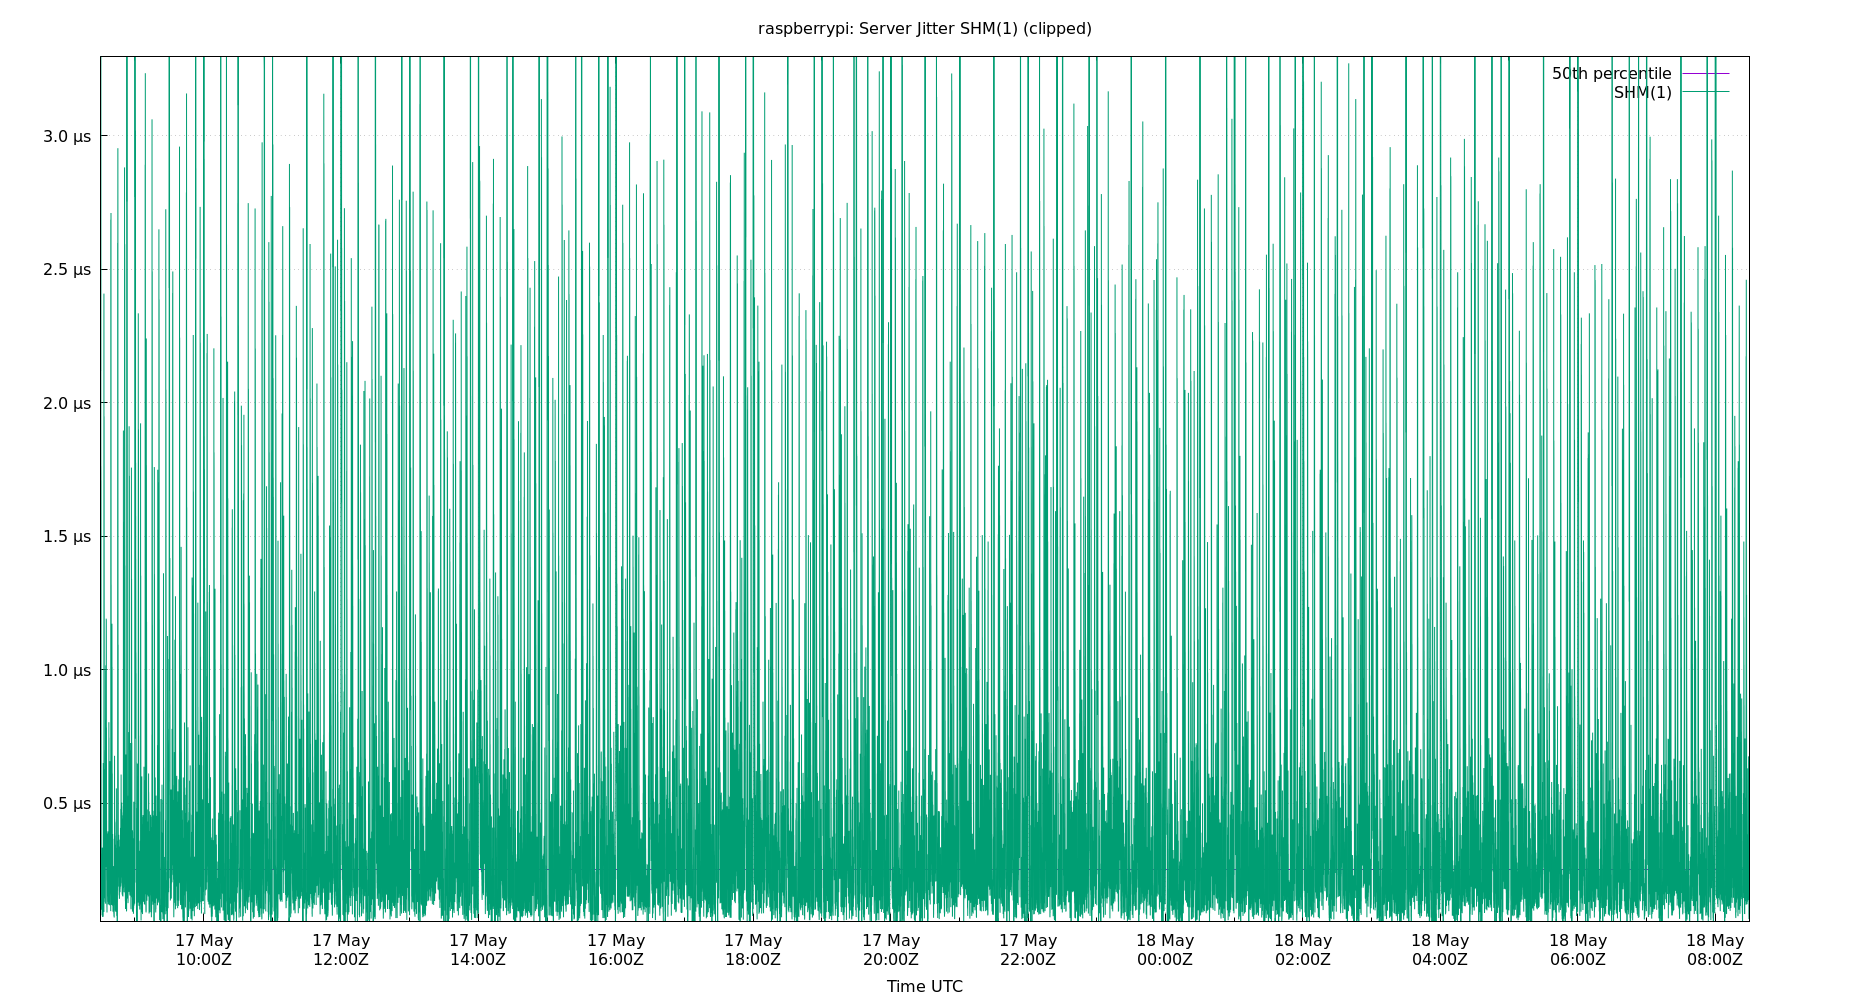 raspberrypi: Server Jitter SHM(1) (clipped)
50th percentile
SHM(1)
3.0 µs
2.5 µs
2.0 µs
1.5 µs
1.0 µs
0.5 µs
17 May 17 May 17 May 17 May 17 May 17 May 17 May 18 May 18 May 18 May 18 May 18 May
10:00Z 12:00Z 14:00Z 16:00Z 18:00Z 20:00Z 22:00Z 00:00Z 02:00Z 04:00Z 06:00Z 08:00Z
Time UTC